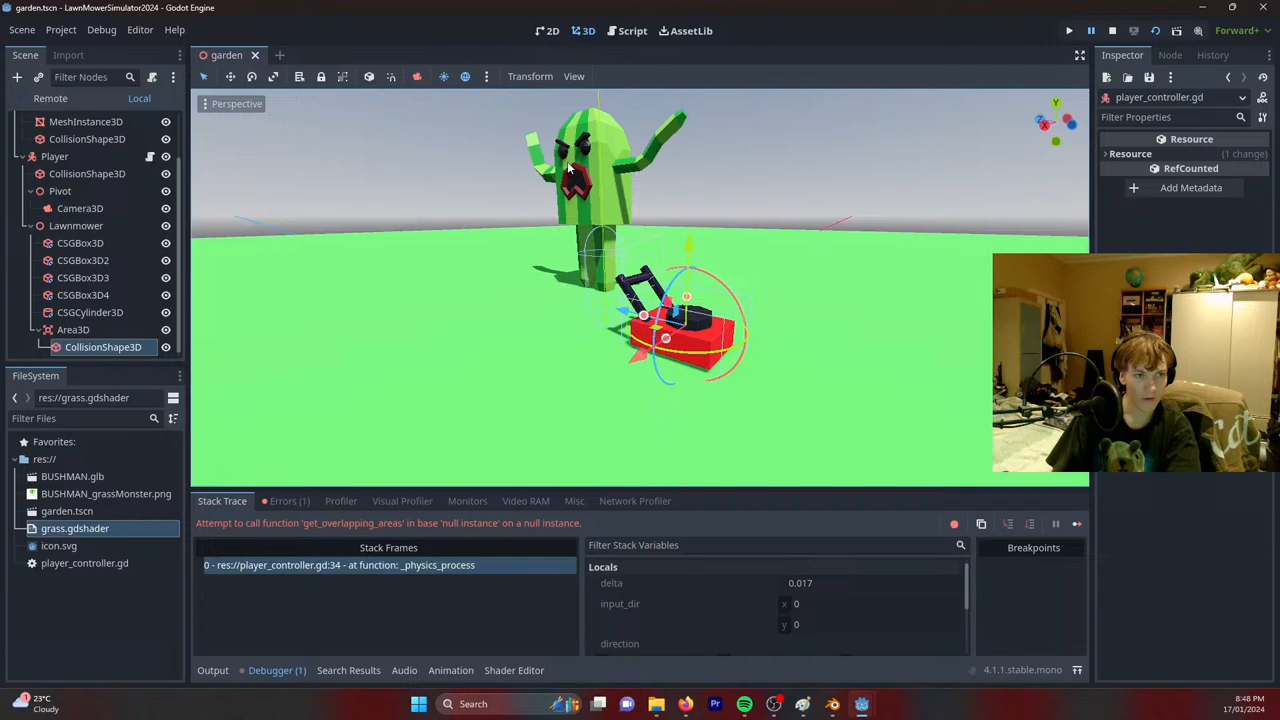 garden.tscn - LawnMowerSimulator2024 - Godot Engine
Scene Project Debug Editor Help
2D 3D Script AssetLib
Forward+
Scene Import
garden
Inspector Node History
Filter Nodes
Transform View
Remote Local
Perspective
player_controller.gd
Filter Properties
MeshInstance3D
CollisionShape3D
Player
CollisionShape3D
Pivot
Camera3D
Lawnmower
CSGBox3D
CSGBox3D2
CSGBox3D3
CSGBox3D4
CSGCylinder3D
Area3D
CollisionShape3D
Y
X
Resource
Resource (1 change)
RefCounted
Add Metadata
FileSystem
res://grass.gdshader
Filter Files
Favorites:
res://
BUSHMAN.glb
BUSHMAN_grassMonster.png
garden.tscn
grass.gdshader
icon.svg
player_controller.gd
Stack Trace Errors (1) Profiler Visual Profiler Monitors Video RAM Misc Network Profiler
Attempt to call function 'get_overlapping_areas' in base 'null instance' on a null instance.
Stack Frames
0 - res://player_controller.gd:34 - at function: _physics_process
Filter Stack Variables
Locals
delta 0.017
input_dir x 0
y 0
direction
Breakpoints
Output Debugger (1) Search Results Audio Animation Shader Editor
4.1.1.stable.mono
23°C
Cloudy
Search
Pr
8:48 PM
17/01/2024